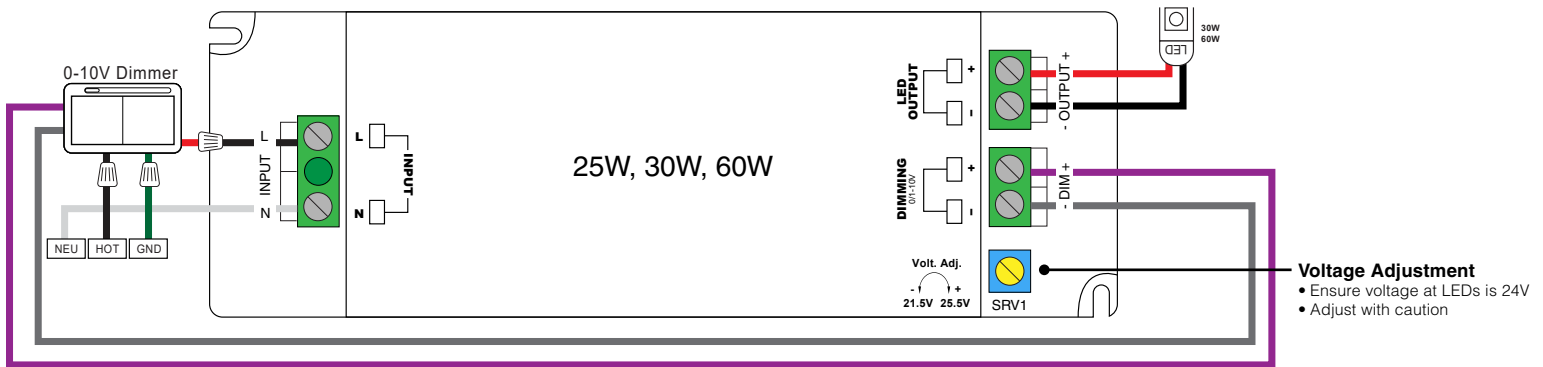 0-10V Dimmer
L
INPUT
N
NEU
HOT
GND
L
INPUT
N
25W, 30W, 60W
LED
OUTPUT
+
-
- OUTPUT +
LED
30W
60W
DIMMING
0/1-10V
+
-
- DIM +
Volt. Adj.
- +
21.5V 25.5V
SRV1
Voltage Adjustment
• Ensure voltage at LEDs is 24V
• Adjust with caution